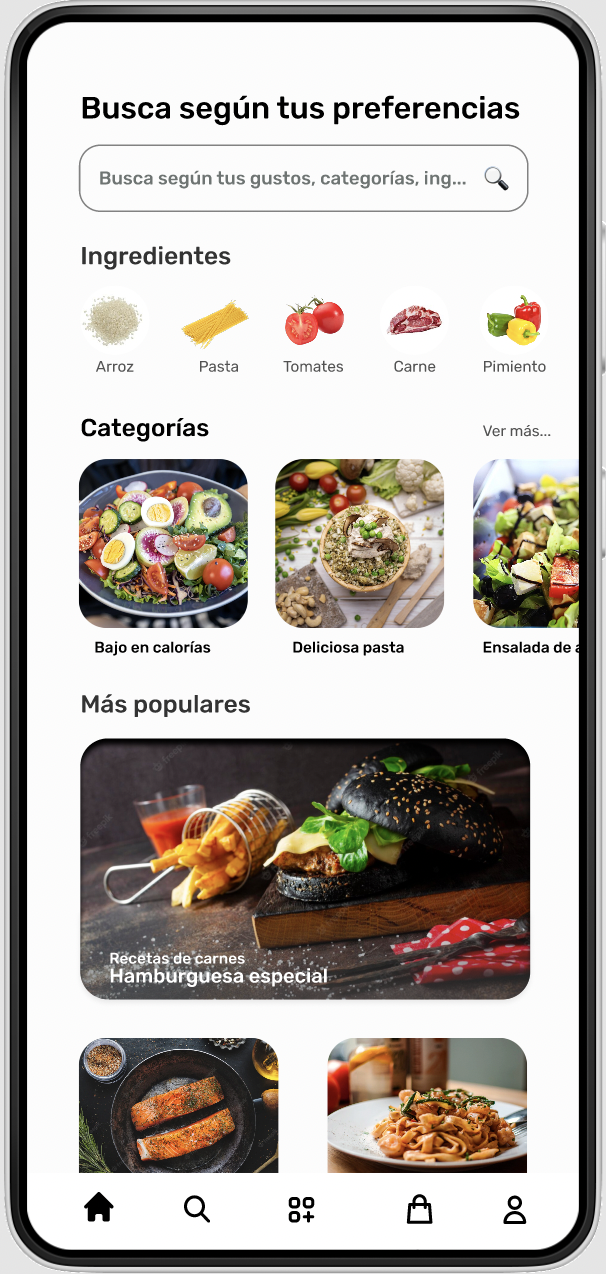 Busca según tus preferencias
Busca según tus gustos, categorías, ing...
Ingredientes
Arroz
Pasta
Tomates
Carne
Pimiento
Categorías
Ver más...
Bajo en calorías
Deliciosa pasta
Ensalada de a
Más populares
Recetas de carnes
Hamburguesa especial